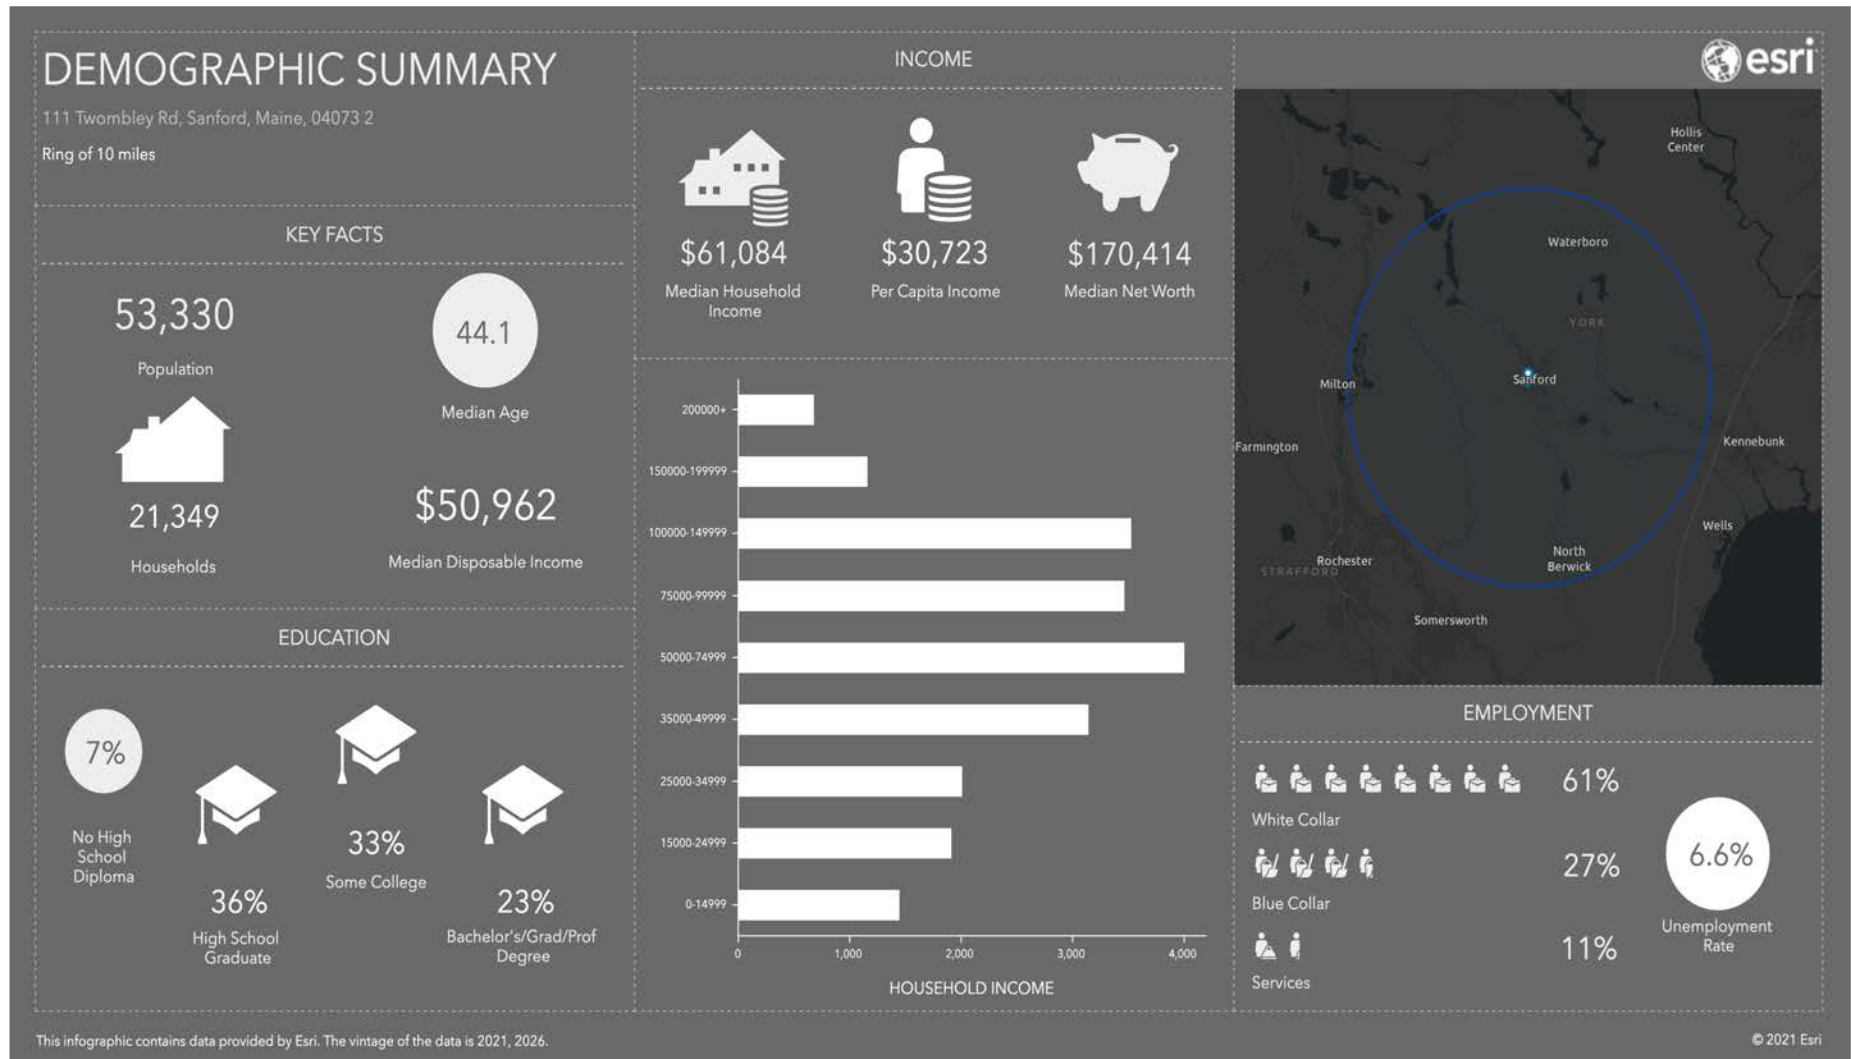 DEMOGRAPHIC SUMMARY
111 Twombley Rd, Sanford, Maine, 04073 2
Ring of 10 miles
KEY FACTS
53,330
Population
44.1
Median Age
21,349
Households
$50,962
Median Disposable Income
EDUCATION
7%
No High
School
Diploma
36%
High School
Graduate
33%
Some College
23%
Bachelor's/Grad/Prof
Degree
INCOME
$61,084
Median Household
Income
$30,723
Per Capita Income
$170,414
Median Net Worth
200000+
150000-199999
100000-149999
75000-99999
50000-74999
35000-49999
25000-34999
15000-24999
0-14999
0
1,000
2,000
3,000
4,000
HOUSEHOLD INCOME
esri
Hollis
Center
Waterboro
YORK
Milton
Sanford
Farmington
Kennebunk
Wells
Rochester
STRAFFORD
North
Berwick
Somersworth
EMPLOYMENT
61%
White Collar
27%
Blue Collar
11%
Services
6.6%
Unemployment
Rate
This infographic contains data provided by Esri. The vintage of the data is 2021, 2026.
© 2021 Esri